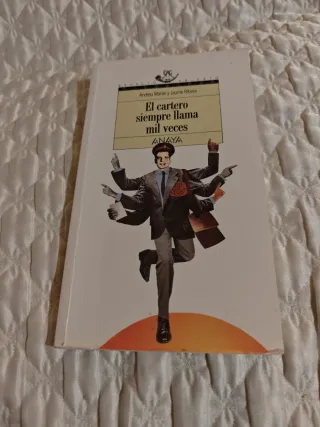 Andreu Martín y Jaume Ribera
El cartero
siempre llama
mil veces
ANAYA